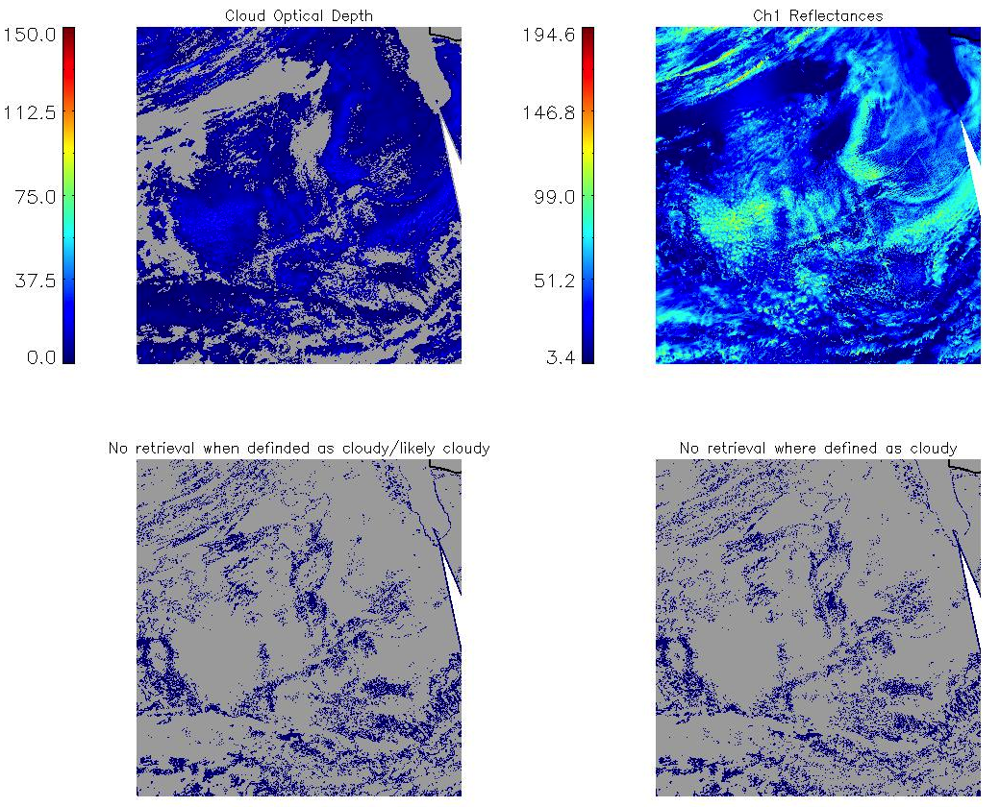 Cloud Optical Depth
150.0
112.5
75.0
37.5
0.0
Ch1 Reflectances
194.6
146.8
99.0
51.2
3.4
No retrieval when definded as cloudy/likely cloudy
No retrieval where defined as cloudy